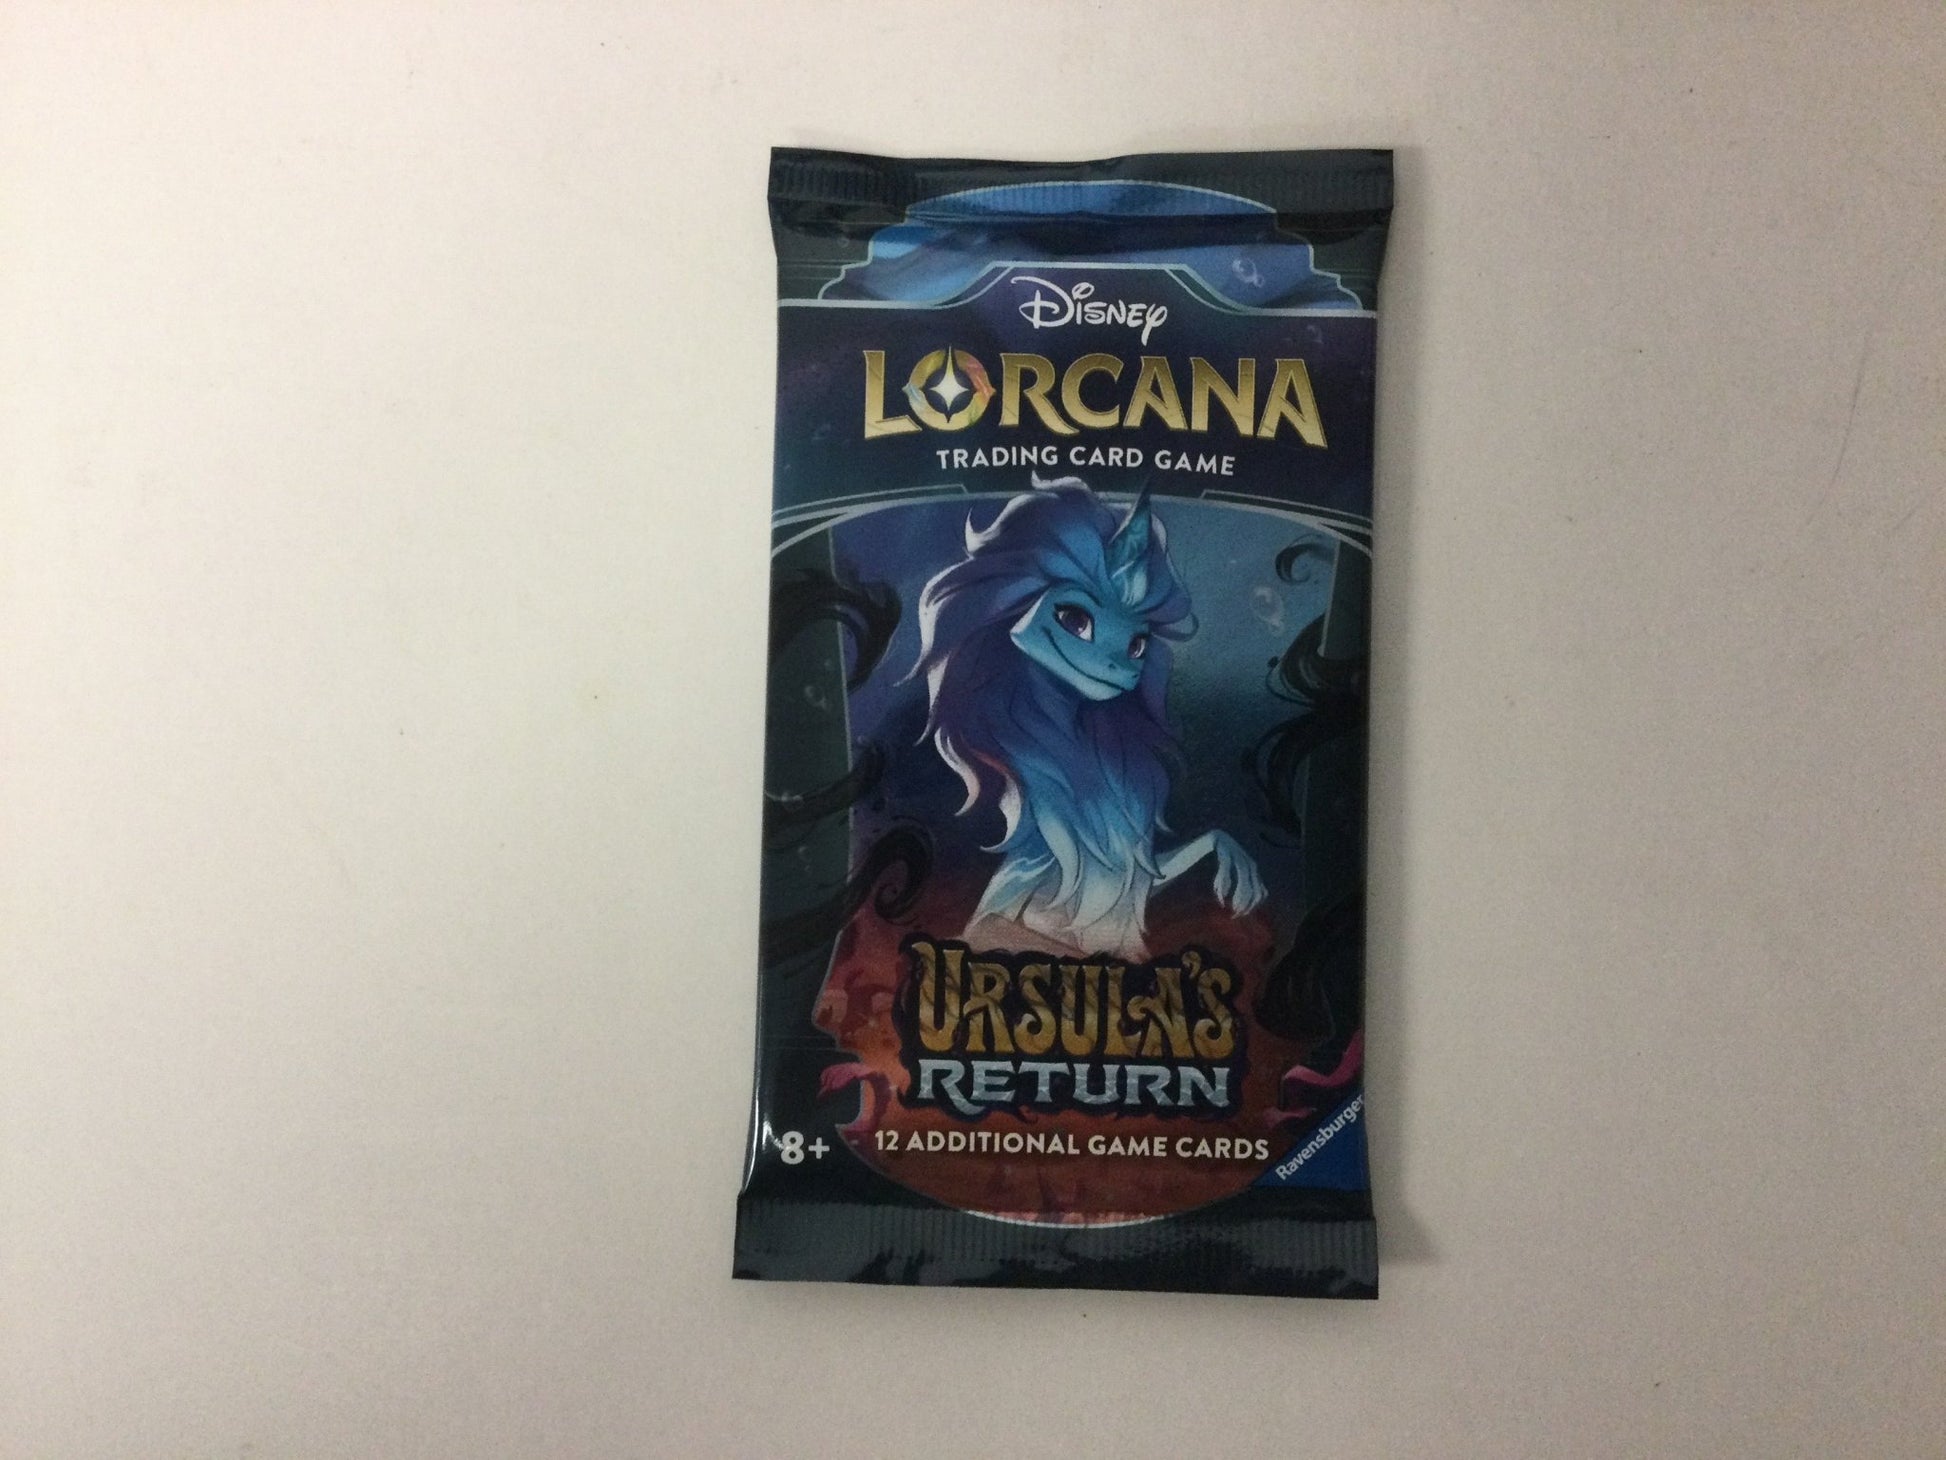 Disney
LORCANA
TRADING CARD GAME
URSULA'S
RETURN
8+
12 ADDITIONAL GAME CARDS
Ravensburger